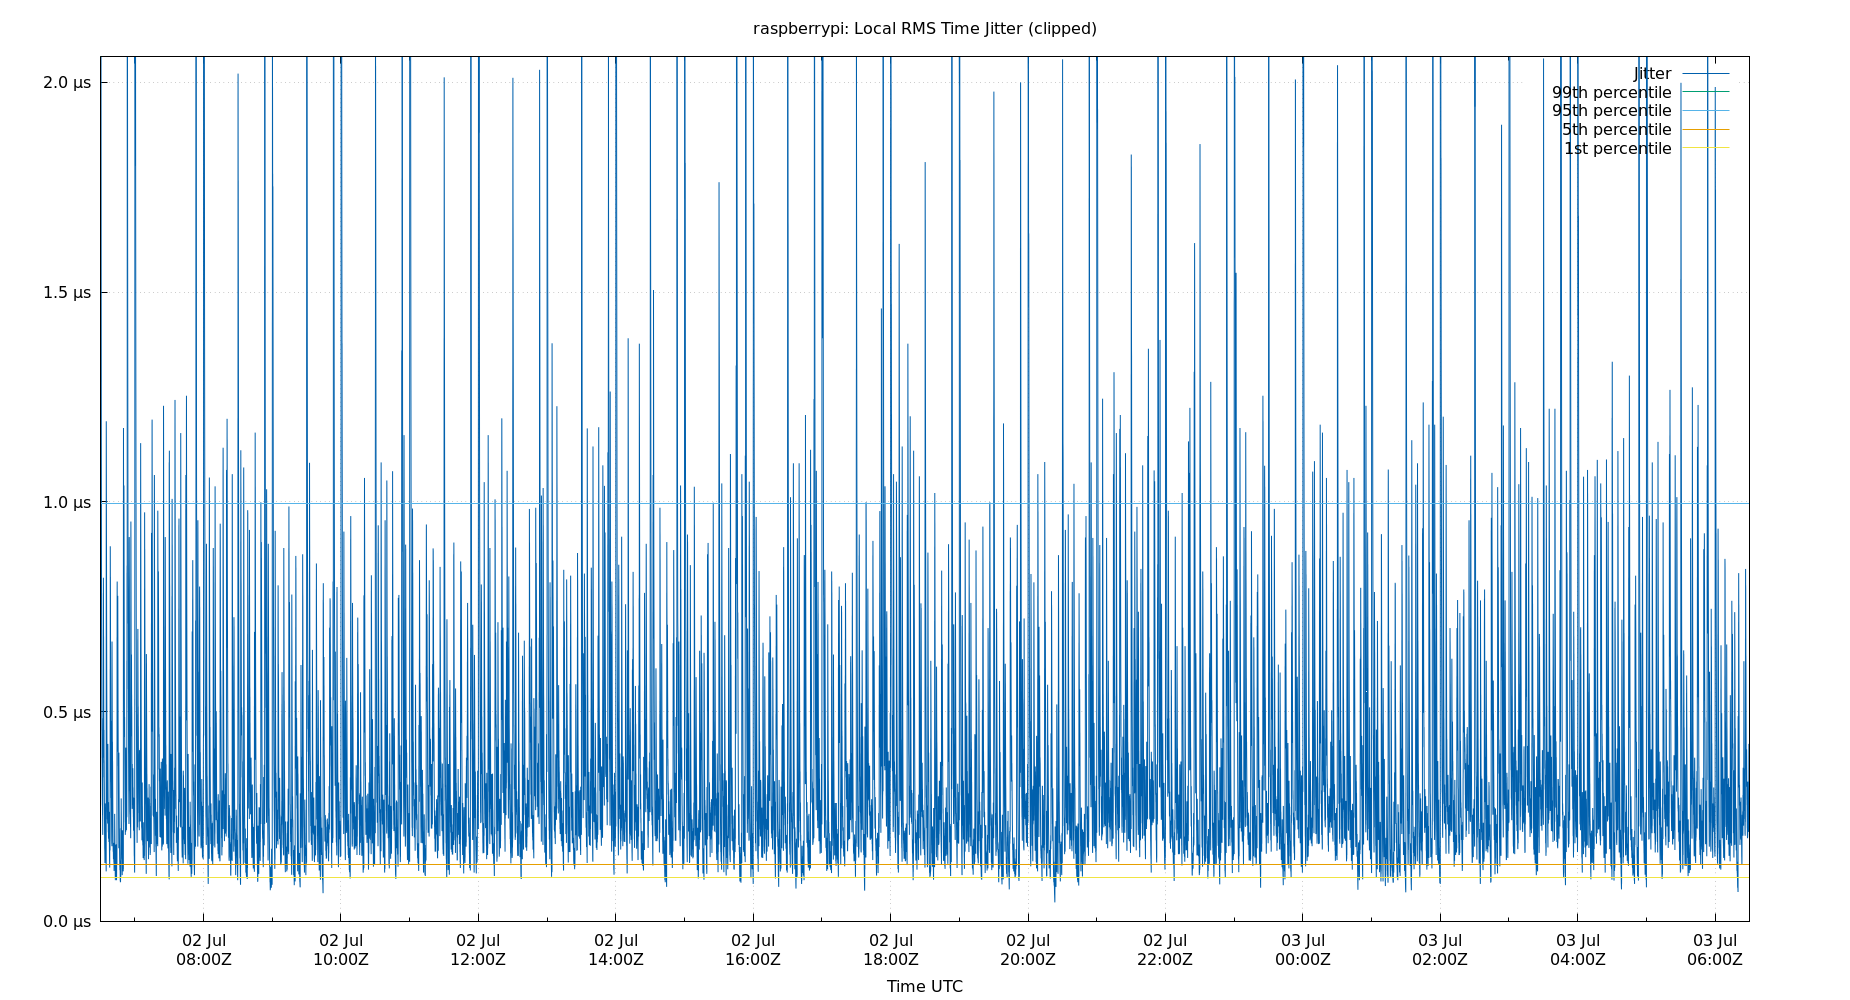 raspberrypi: Local RMS Time Jitter (clipped)
2.0 µs
1.5 µs
1.0 µs
0.5 µs
0.0 µs
Jitter
99th percentile
95th percentile
5th percentile
1st percentile
02 Jul
08:00Z
02 Jul
10:00Z
02 Jul
12:00Z
02 Jul
14:00Z
02 Jul
16:00Z
02 Jul
18:00Z
02 Jul
20:00Z
02 Jul
22:00Z
03 Jul
00:00Z
03 Jul
02:00Z
03 Jul
04:00Z
03 Jul
06:00Z
Time UTC